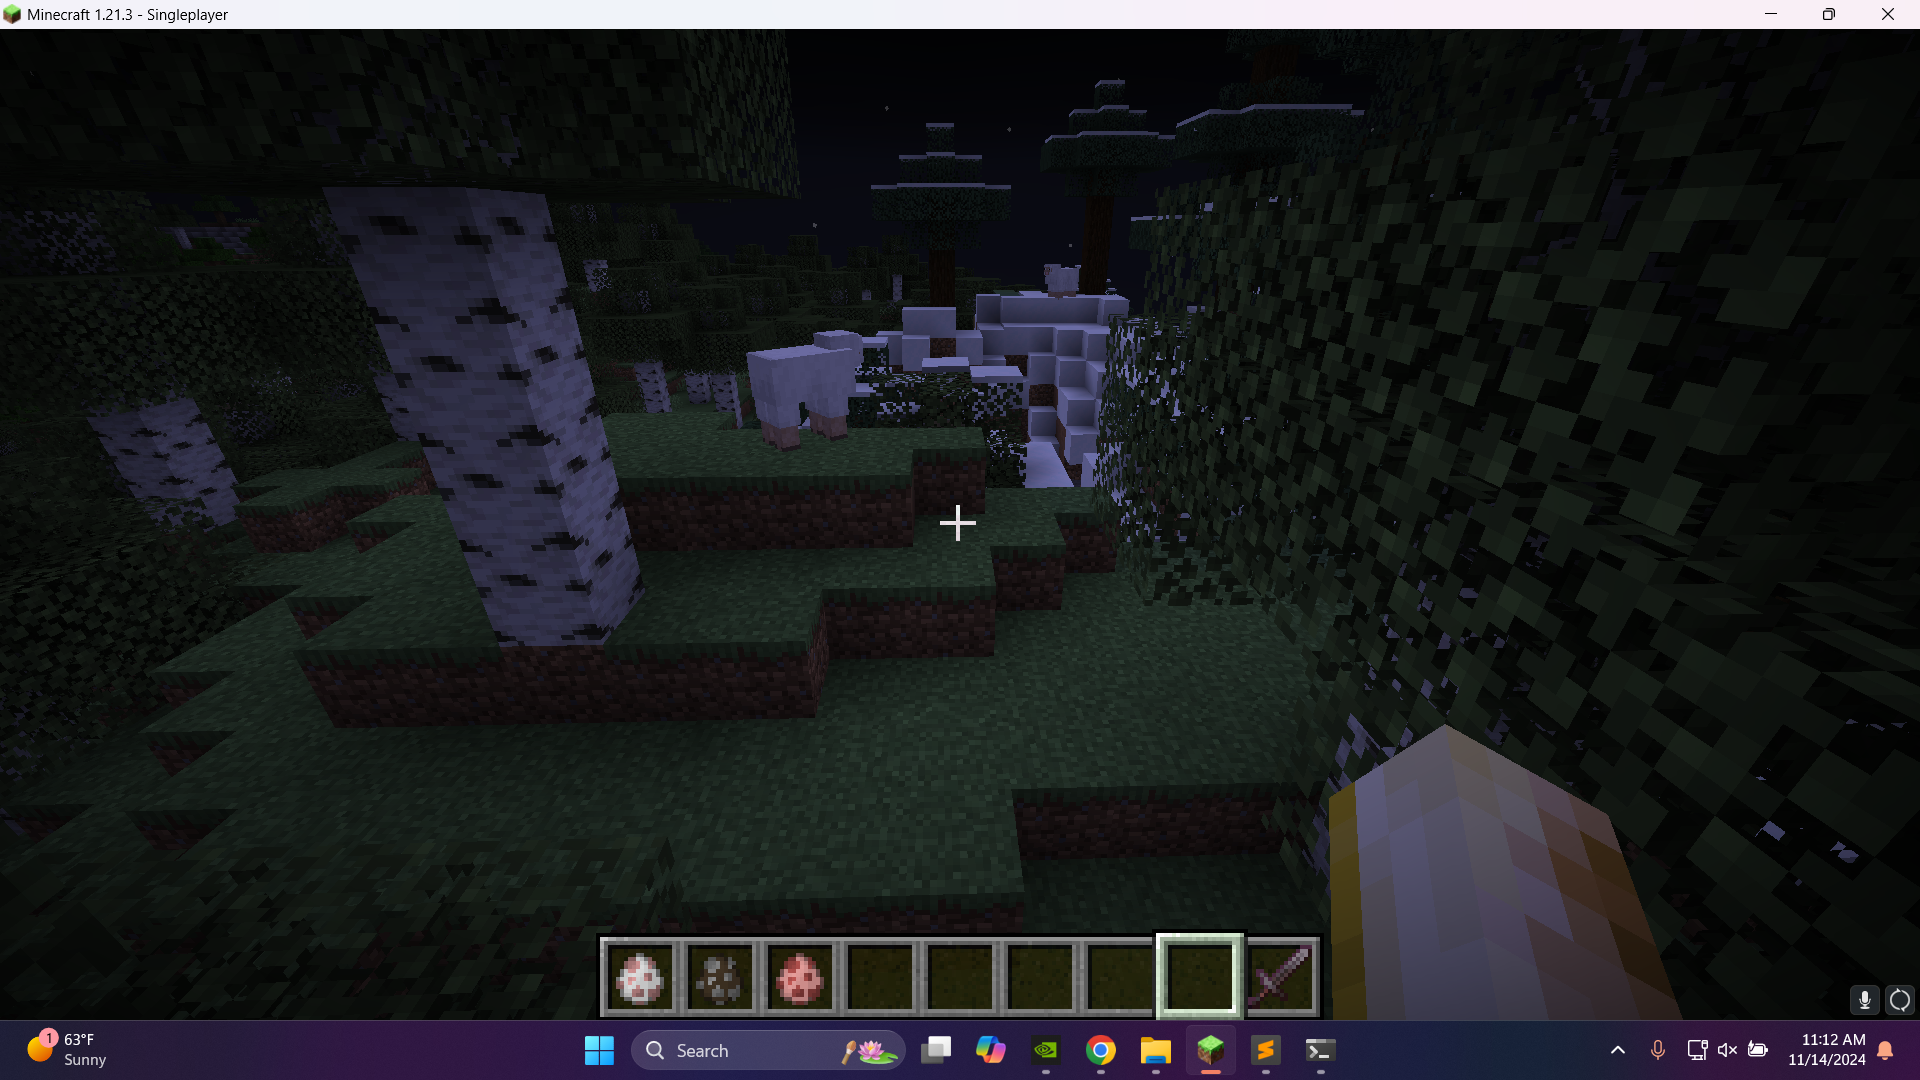 Minecraft 1.21.3 - Singleplayer
1
63°F
Sunny
Search
11:12 AM
11/14/2024